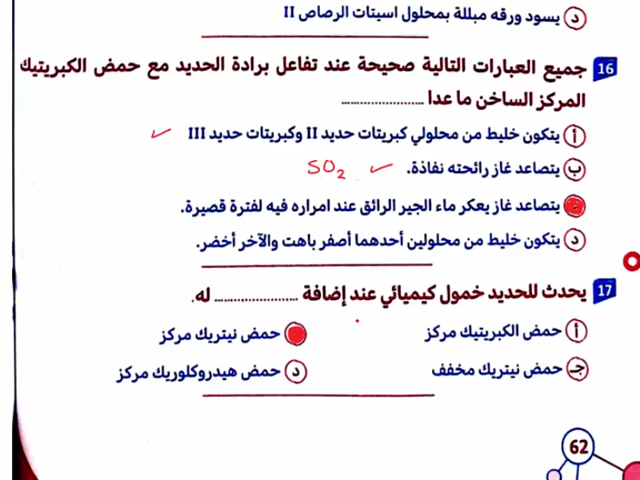 د يسود ورقه مبللة بمحلول اسيتات الرصاص II
16 جميع العبارات التالية صحيحة عند تفاعل برادة الحديد مع حمض الكبريتيك
المركز الساخن ما عدا ......................
أ يتكون خليط من محلولي كبريتات حديد II وكبريتات حديد III ✓
ب يتصاعد غاز رائحته نفاذة. ✓ SO2
يتصاعد غاز يعكر ماء الجير الرائق عند امراره فيه لفترة قصيرة.
د يتكون خليط من محلولين أحدهما أصفر باهت والآخر أخضر.
17 يحدث للحديد خمول كيميائي عند إضافة ...................... له.
أ حمض الكبريتيك مركز حمض نيتريك مركز
جـ حمض نيتريك مخفف د حمض هيدروكلوريك مركز
62